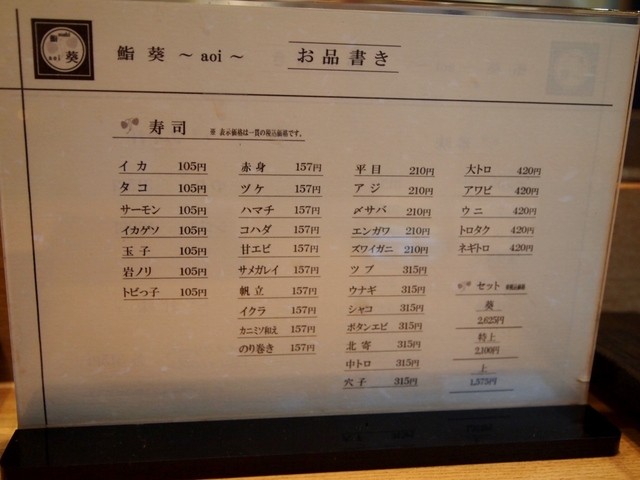 鮨 葵 ～ aoi ～ お品書き
寿司 ※ 表示価格は一貫の税込価格です。
イカ 105円
タコ 105円
サーモン 105円
イカゲソ 105円
玉子 105円
岩ノリ 105円
トビっ子 105円
赤身 157円
ヅケ 157円
ハマチ 157円
コハダ 157円
甘エビ 157円
サメガレイ 157円
帆立 157円
イクラ 157円
カニミソ和え 157円
のり巻き 157円
平目 210円
アジ 210円
〆サバ 210円
エンガワ 210円
ズワイガニ 210円
ツブ 315円
ウナギ 315円
シャコ 315円
ボタンエビ 315円
北寄 315円
中トロ 315円
穴子 315円
大トロ 420円
アワビ 420円
ウニ 420円
トロタク 420円
ネギトロ 420円
セット
葵
2,625円
特上
2,100円
上
1,575円